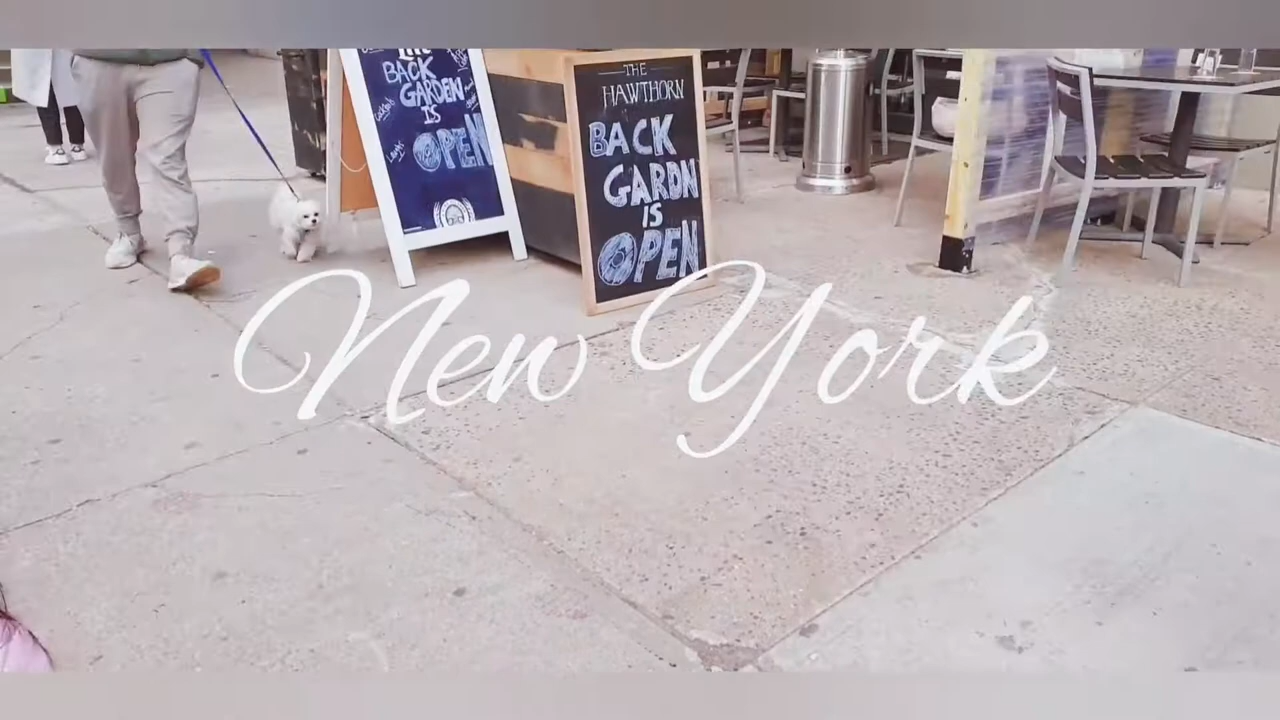 BACK
GARDEN
IS
OPEN
THE
HAWTHORN
BACK
GARDN
IS
OPEN
New York